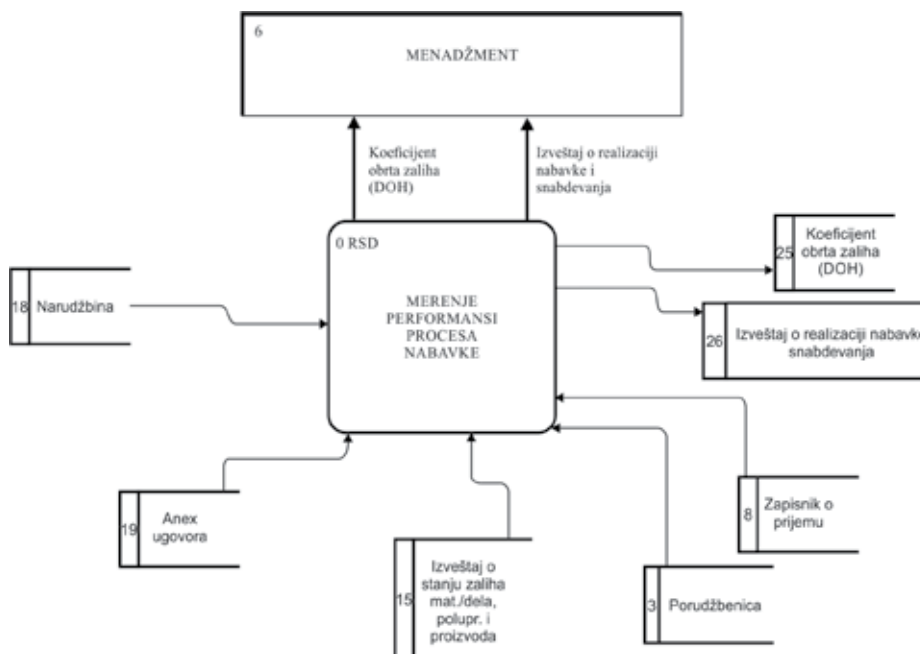 6
MENADŽMENT
Koeficijent
obrta zaliha
(DOH)
Izveštaj o realizaciji
nabavke i
snabdevanja
0 RSD
MERENJE
PERFORMANSI
PROCESA
NABAVKE
25
Koeficijent
obrta zaliha
(DOH)
18
Narudžbina
26
Izveštaj o realizaciji nabavke
snabdevanja
19
Anex
ugovora
15
Izveštaj o
stanju zaliha
mat./dela,
polupr. i
proizvoda
8
Zapisnik o
prijemu
3
Porudžbenica